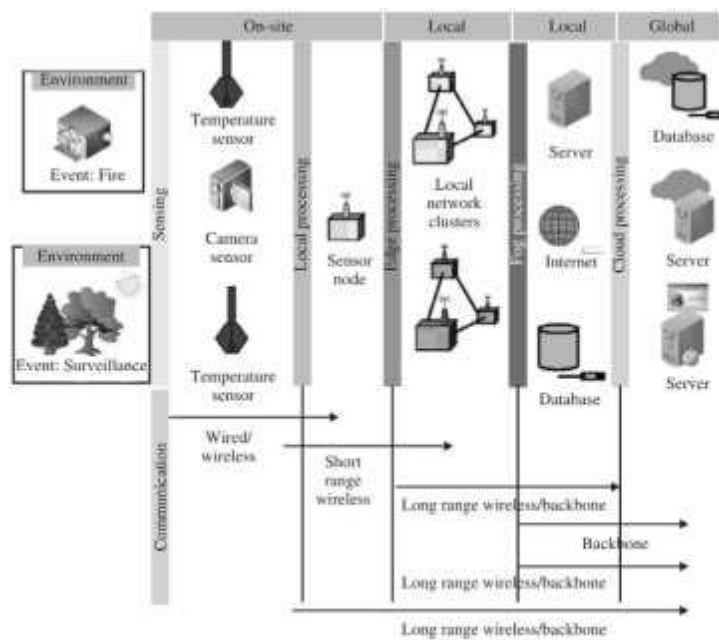 On-site
Local
Local
Global
Environment
Event: Fire
Environment
Event: Surveillance
Sensing
Temperature
sensor
Camera
sensor
Temperature
sensor
Local processing
Sensor
node
Edge processing
Local
network
clusters
Fog processing
Server
Internet
Database
Cloud processing
Database
Server
Server
Communication
Wired/
wireless
Short
range
wireless
Long range wireless/backbone
Backbone
Long range wireless/backbone
Long range wireless/backbone